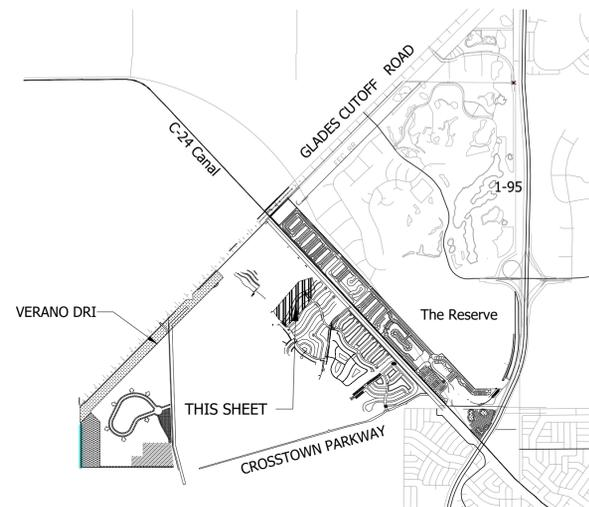 GLADES CUTOFF ROAD
C-24 Canal
1-95
The Reserve
VERANO DRI
THIS SHEET
CROSSTOWN PARKWAY